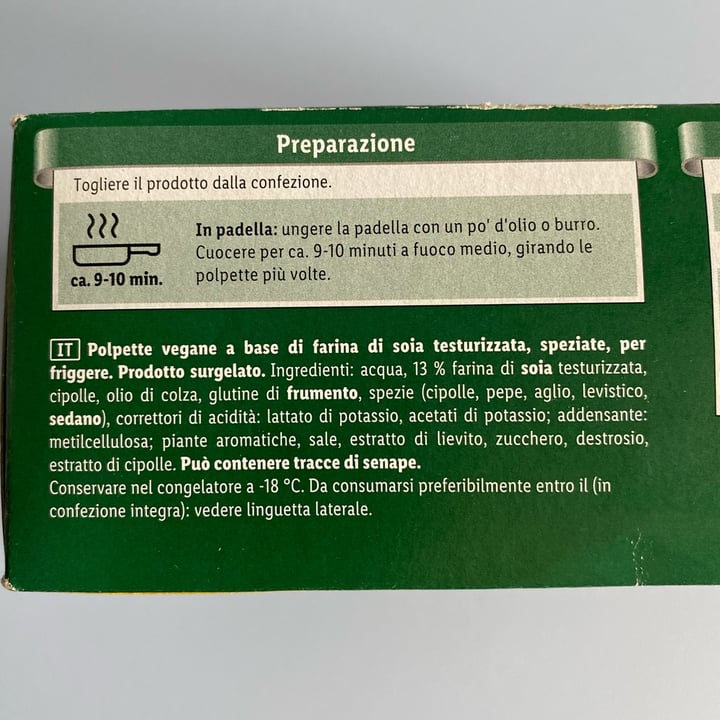 Preparazione
Togliere il prodotto dalla confezione.
ca. 9-10 min.
In padella: ungere la padella con un po' d'olio o burro.
Cuocere per ca. 9-10 minuti a fuoco medio, girando le
polpette più volte.
IT Polpette vegane a base di farina di soia testurizzata, speziate, per
friggere. Prodotto surgelato. Ingredienti: acqua, 13 % farina di soia testurizzata,
cipolle, olio di colza, glutine di frumento, spezie (cipolle, pepe, aglio, levistico,
sedano), correttori di acidità: lattato di potassio, acetati di potassio; addensante:
metilcellulosa; piante aromatiche, sale, estratto di lievito, zucchero, destrosio,
estratto di cipolle. Può contenere tracce di senape.
Conservare nel congelatore a -18 °C. Da consumarsi preferibilmente entro il (in
confezione integra): vedere linguetta laterale.